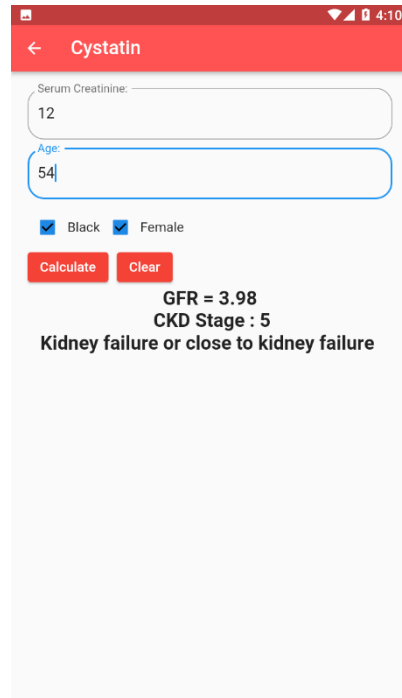 4:10
Cystatin
Serum Creatinine:
12
Age:
54
Black Female
Calculate Clear
GFR = 3.98
CKD Stage : 5
Kidney failure or close to kidney failure